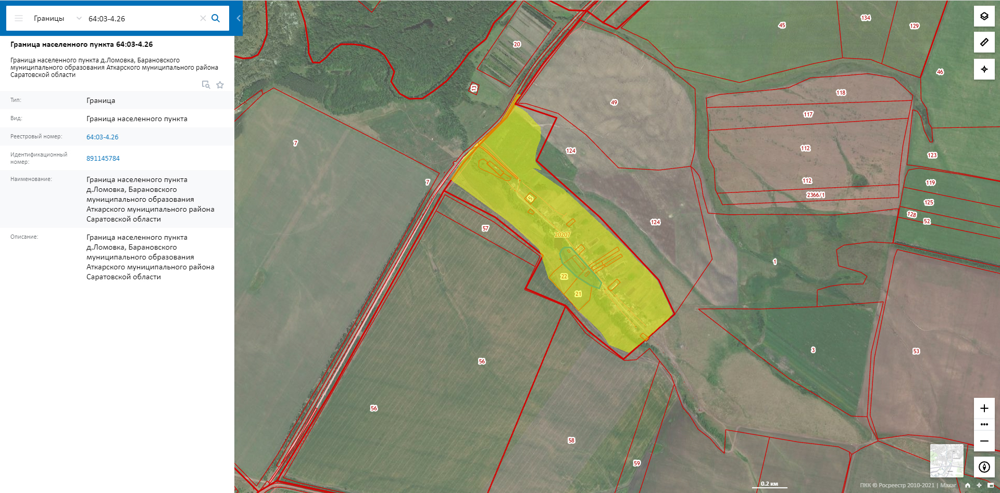 Границы
64:03-4.26
Граница населенного пункта 64:03-4.26
Граница населенного пункта д.Ломовка, Барановского
муниципального образования Аткарского муниципального района
Саратовской области
Тип:
Граница
Вид:
Граница населенного пункта
Реестровый номер:
64:03-4.26
Идентификационный
номер:
891145784
Наименование:
Граница населенного пункта
д.Ломовка, Барановского
муниципального образования
Аткарского муниципального района
Саратовской области
Описание:
Граница населенного пункта
д.Ломовка, Барановского
муниципального образования
Аткарского муниципального района
Саратовской области
134
45
129
20
46
13
118
49
117
7
112
124
123
7
112
119
2366/1
125
5
128
124
52
57
20207
1
22
21
3
53
56
56
58
59
0.2 км
ПКК © Росреестр 2010-2021 | Maxar